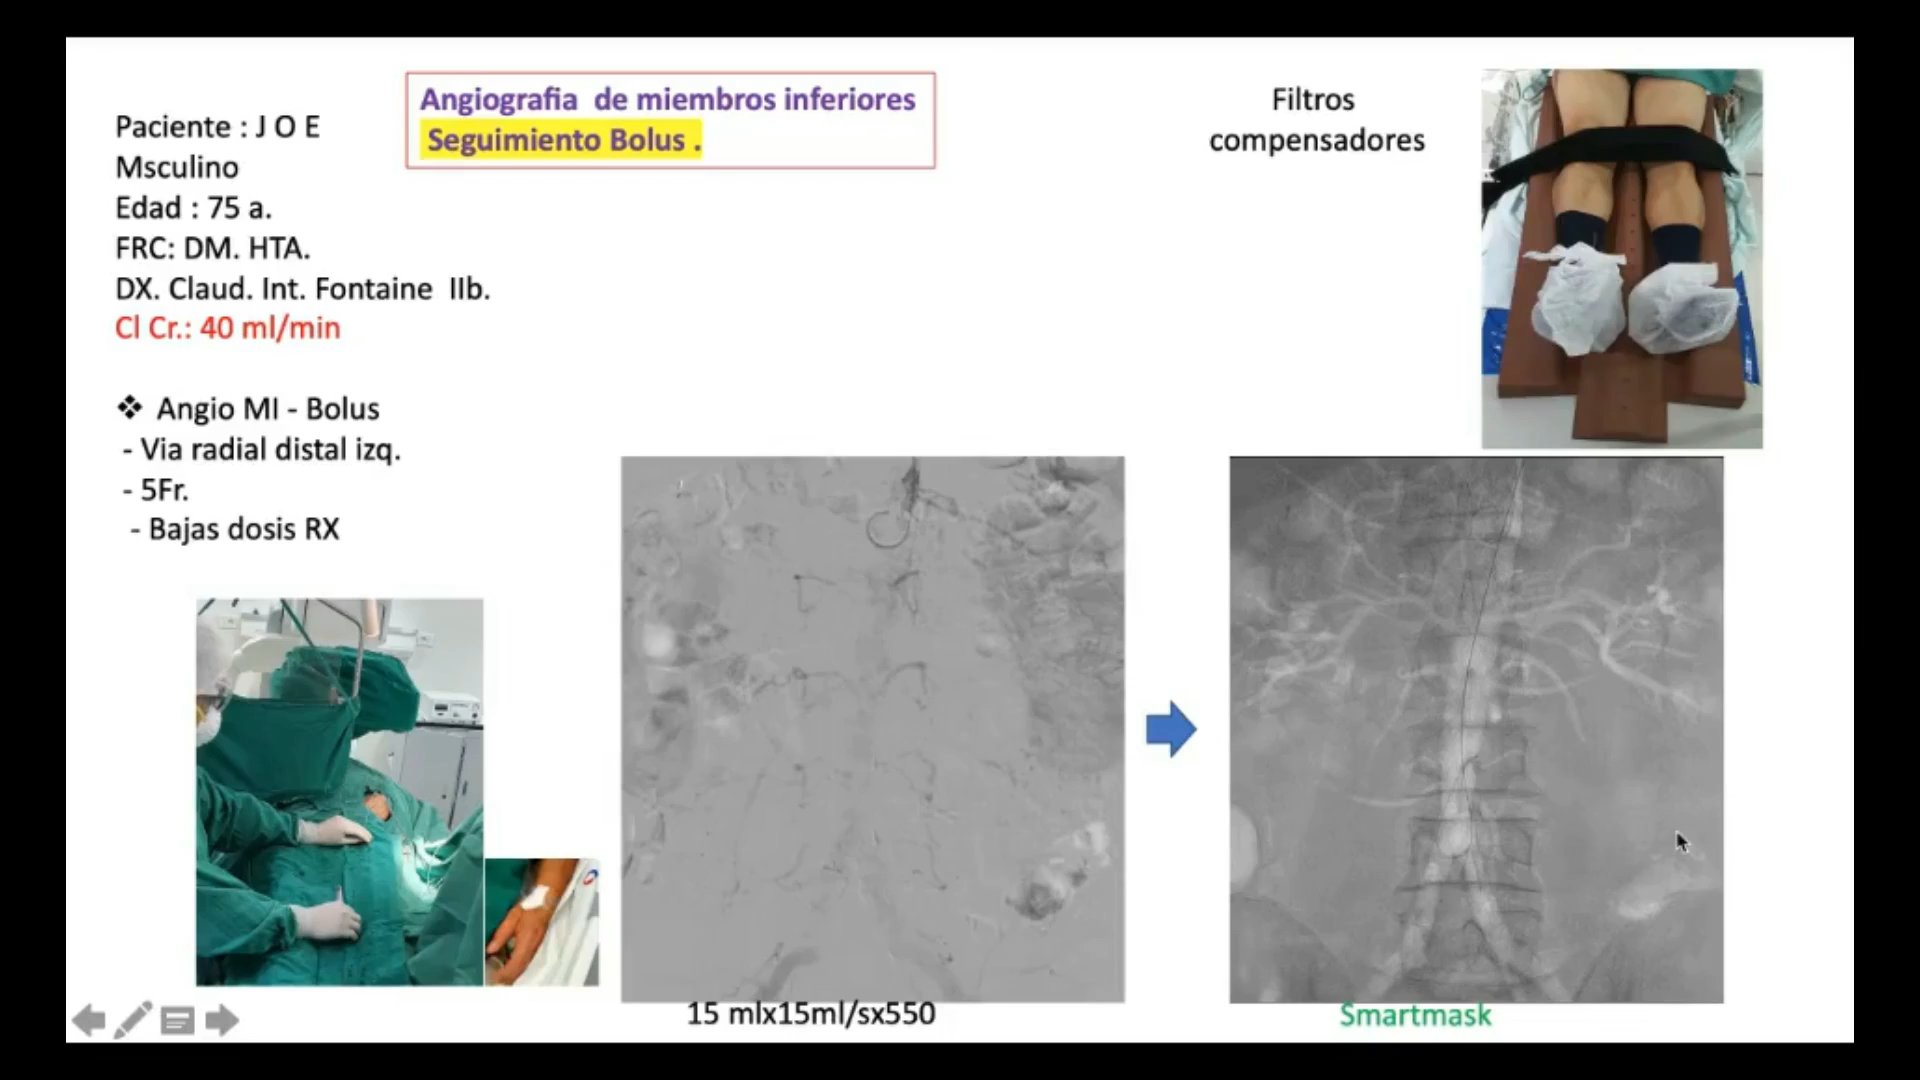 Angiografia de miembros inferiores
Seguimiento Bolus .
Paciente : J O E
Msculino
Edad : 75 a.
FRC: DM. HTA.
DX. Claud. Int. Fontaine IIb.
Cl Cr.: 40 ml/min
❖ Angio MI - Bolus
- Via radial distal izq.
- 5Fr.
- Bajas dosis RX
Filtros
compensadores
15 mlx15ml/sx550
Smartmask